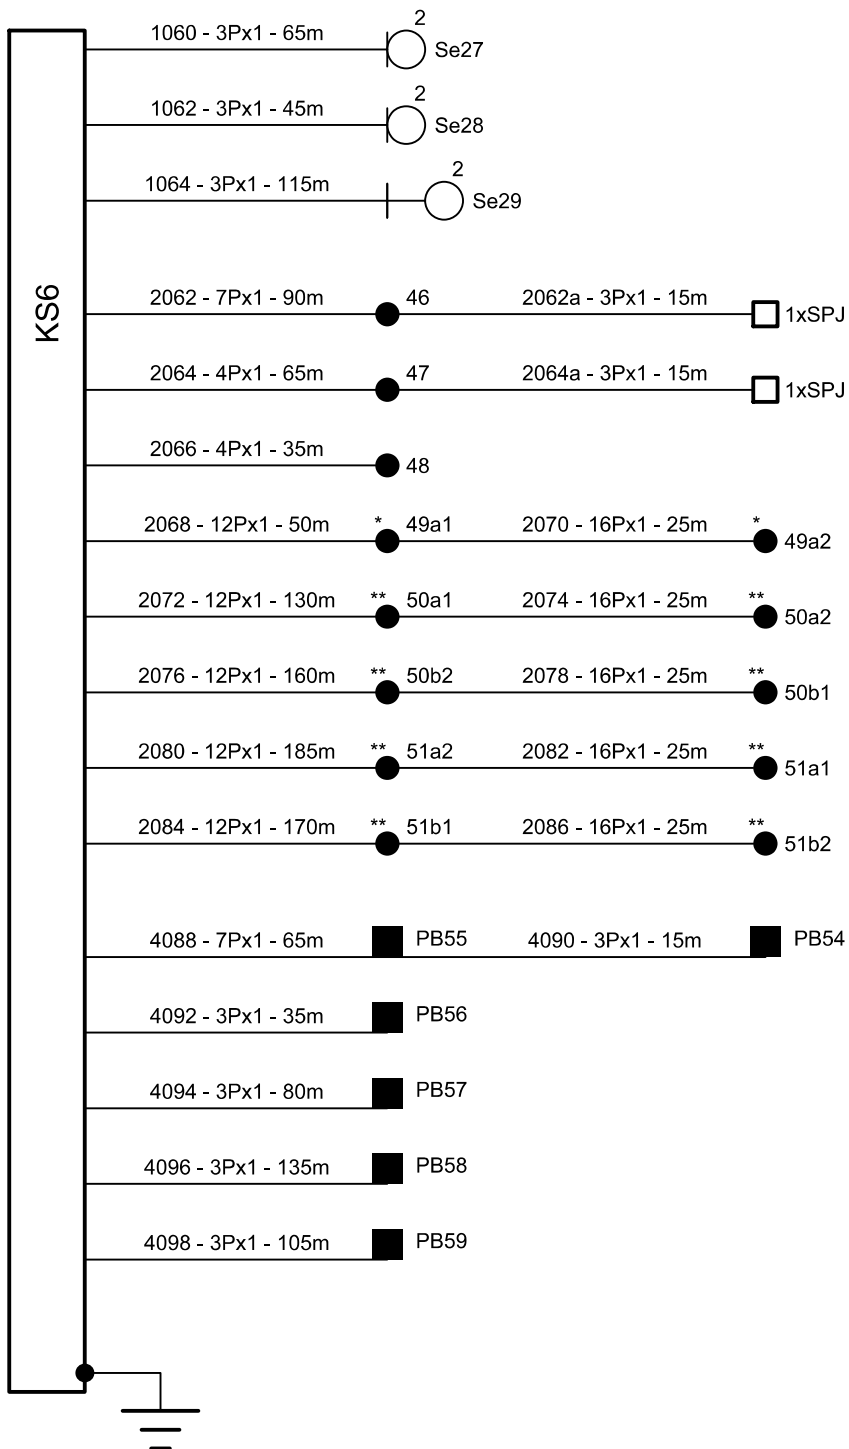 KS6
2
1060 - 3Px1 - 65m
Se27
2
1062 - 3Px1 - 45m
Se28
2
1064 - 3Px1 - 115m
Se29
2062 - 7Px1 - 90m 46 2062a - 3Px1 - 15m
1xSPJ
2064 - 4Px1 - 65m 47 2064a - 3Px1 - 15m
1xSPJ
2066 - 4Px1 - 35m
48
2068 - 12Px1 - 50m * 49a1 2070 - 16Px1 - 25m *
49a2
2072 - 12Px1 - 130m ** 50a1 2074 - 16Px1 - 25m **
50a2
2076 - 12Px1 - 160m ** 50b2 2078 - 16Px1 - 25m **
50b1
2080 - 12Px1 - 185m ** 51a2 2082 - 16Px1 - 25m **
51a1
2084 - 12Px1 - 170m ** 51b1 2086 - 16Px1 - 25m **
51b2
4088 - 7Px1 - 65m PB55 4090 - 3Px1 - 15m PB54
4092 - 3Px1 - 35m PB56
4094 - 3Px1 - 80m PB57
4096 - 3Px1 - 135m PB58
4098 - 3Px1 - 105m PB59